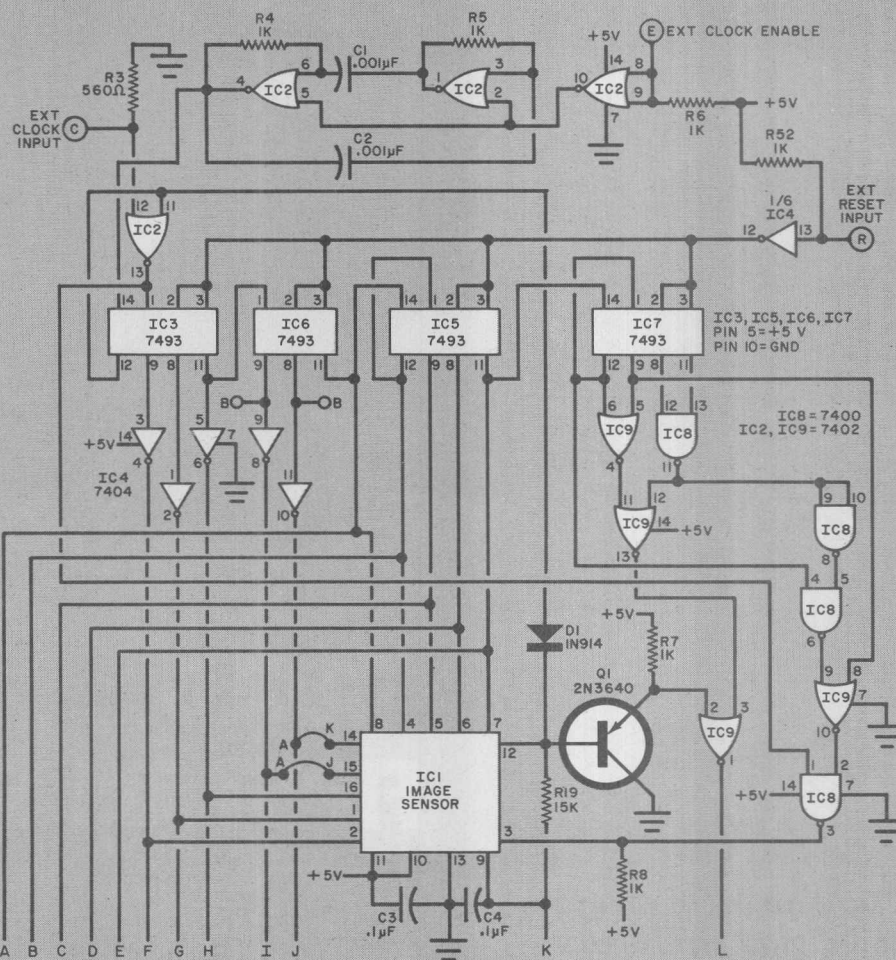 R4
1K
R5
1K
+5V
E EXT CLOCK ENABLE
R3
560Ω
C1
.001µF
6
4
IC2
5
3
1
IC2
2
14
10
IC2
8
9
7
+5V
R6
1K
R52
1K
EXT
CLOCK
INPUT
C
C2
.001µF
12
11
IC2
13
1/6
IC4
12
13
EXT
RESET
INPUT
R
14
1
2
3
IC3
7493
12
9
8
11
1
2
3
IC6
7493
9
8
11
14
1
2
3
IC5
7493
12
9
8
11
14
1
2
3
IC7
7493
12
9
8
11
IC3, IC5, IC6, IC7
PIN 5=+5 V
PIN 10=GND
B
B
IC8=7400
IC2, IC9=7402
3
+5V
14
4
IC4
7404
1
2
5
7
6
9
8
11
10
6
5
IC9
4
12
13
IC8
11
11
12
IC9
14
+5V
13
9
10
IC8
8
4
5
IC8
6
D1
IN914
+5V
R7
1K
Q1
2N3640
9
8
IC9
7
10
2
3
IC9
1
1
2
+5V
14
IC8
7
3
K
A
J
A
8
4
5
6
7
14
15
16
1
2
12
3
IC1
IMAGE
SENSOR
11
10
13
9
R19
15K
R8
1K
+5V
+5V
C3
.1µF
C4
.1µF
A B C D E F G H I J K L